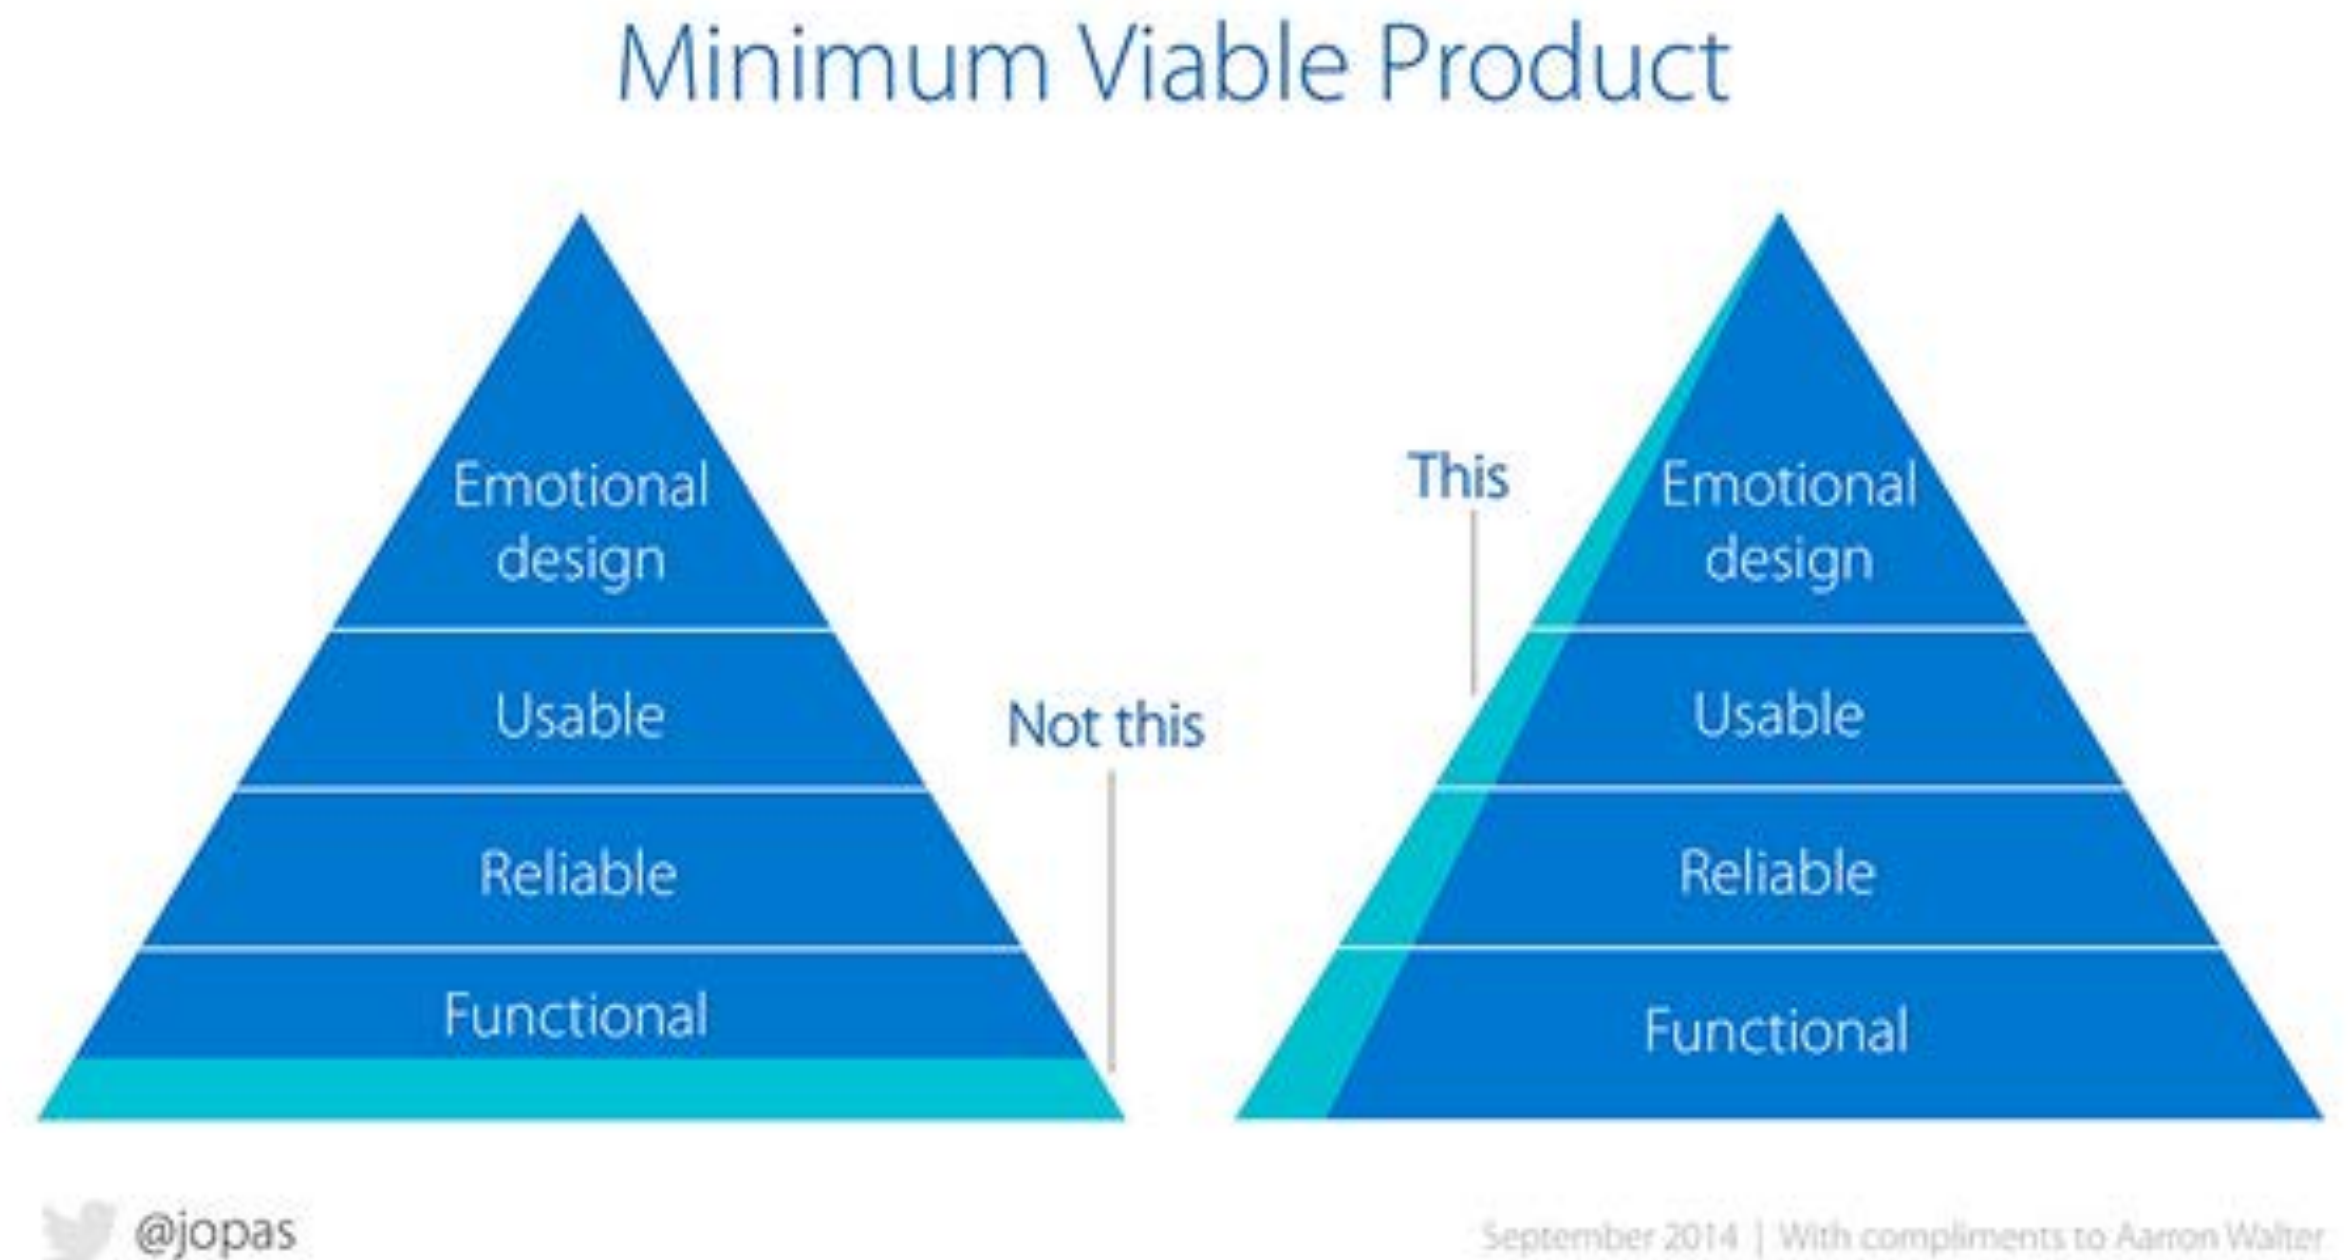 Minimum Viable Product
Emotional
design
Usable
Reliable
Functional
Not this
This
Emotional
design
Usable
Reliable
Functional
@jopas
September 2014 | With compliments to Aarron Walter